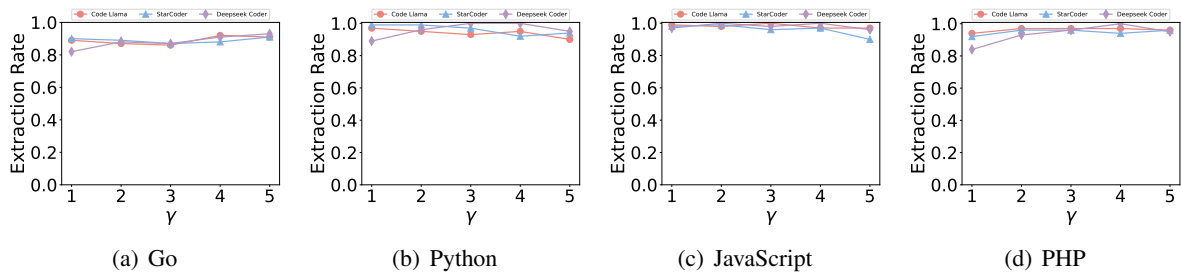 Code Llama StarCoder Deepseek Coder
1.0
0.8
0.6
0.4
0.2
0.0
Extraction Rate
1 2 3 4 5
γ
(a) Go
Code Llama StarCoder Deepseek Coder
1.0
0.8
0.6
0.4
0.2
0.0
Extraction Rate
1 2 3 4 5
γ
(b) Python
Code Llama StarCoder Deepseek Coder
1.0
0.8
0.6
0.4
0.2
0.0
Extraction Rate
1 2 3 4 5
γ
(c) JavaScript
Code Llama StarCoder Deepseek Coder
1.0
0.8
0.6
0.4
0.2
0.0
Extraction Rate
1 2 3 4 5
γ
(d) PHP